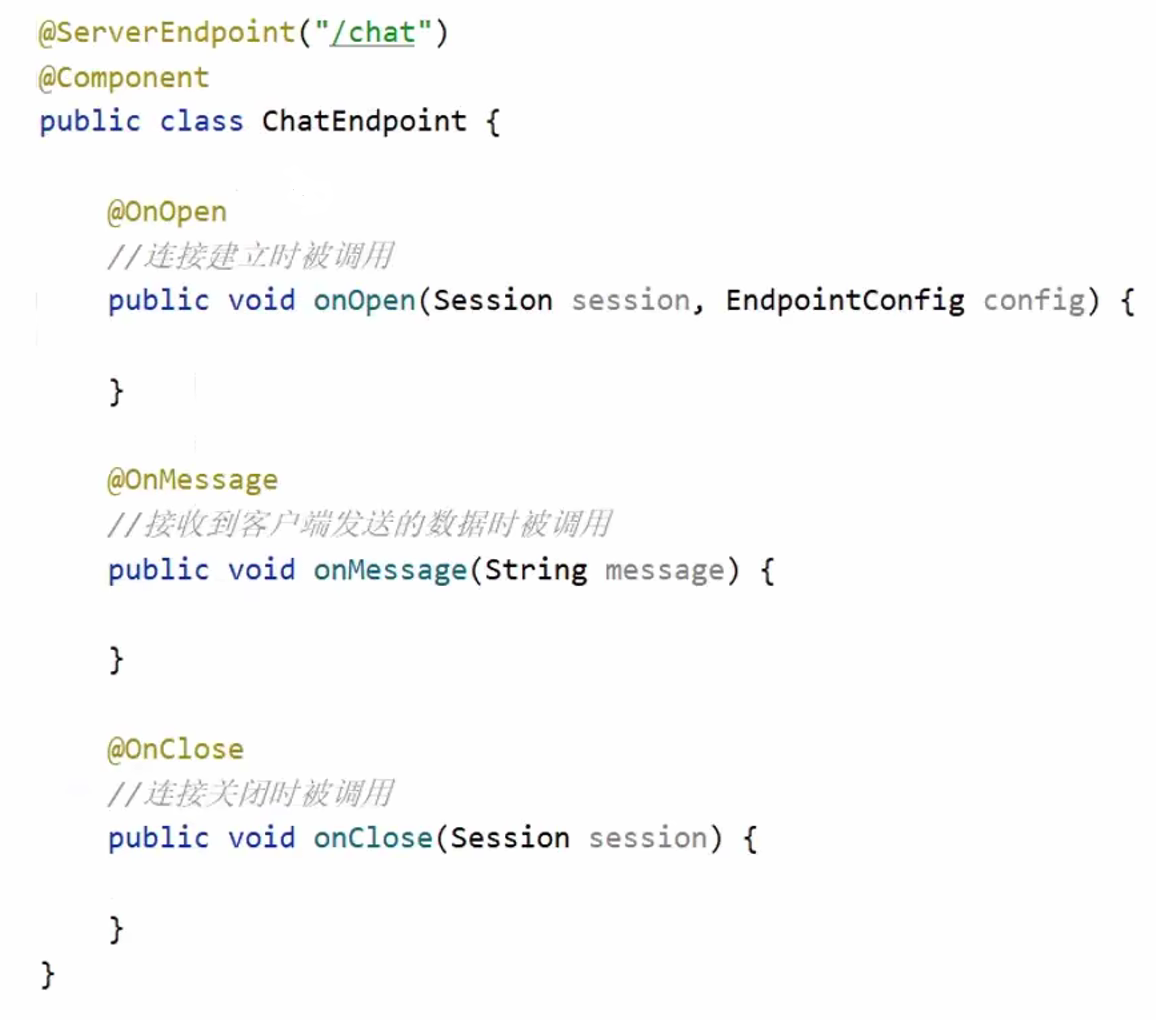 @ServerEndpoint("/chat")
@Component
public class ChatEndpoint {
@OnOpen
//连接建立时被调用
public void onOpen(Session session, EndpointConfig config) {
}
@OnMessage
//接收到客户端发送的数据时被调用
public void onMessage(String message) {
}
@OnClose
//连接关闭时被调用
public void onClose(Session session) {
}
}